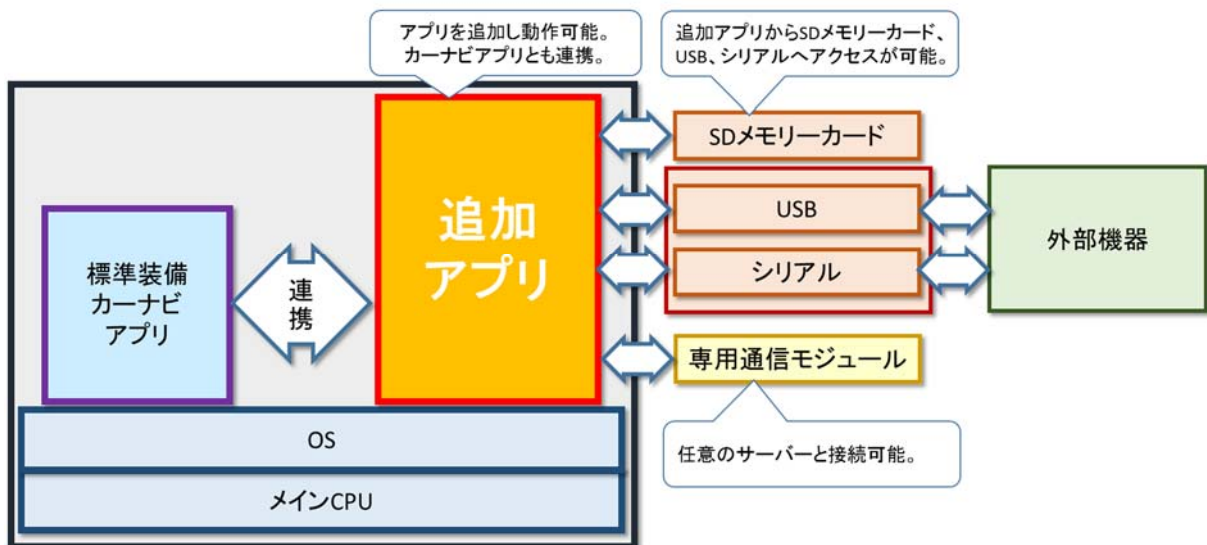 アプリを追加し動作可能。
カーナビアプリとも連携。
追加アプリからSDメモリーカード、
USB、シリアルへアクセスが可能。
SDメモリーカード
追加
アプリ
USB
外部機器
標準装備
カーナビ
アプリ
連
携
シリアル
専用通信モジュール
OS
任意のサーバーと接続可能。
メインCPU